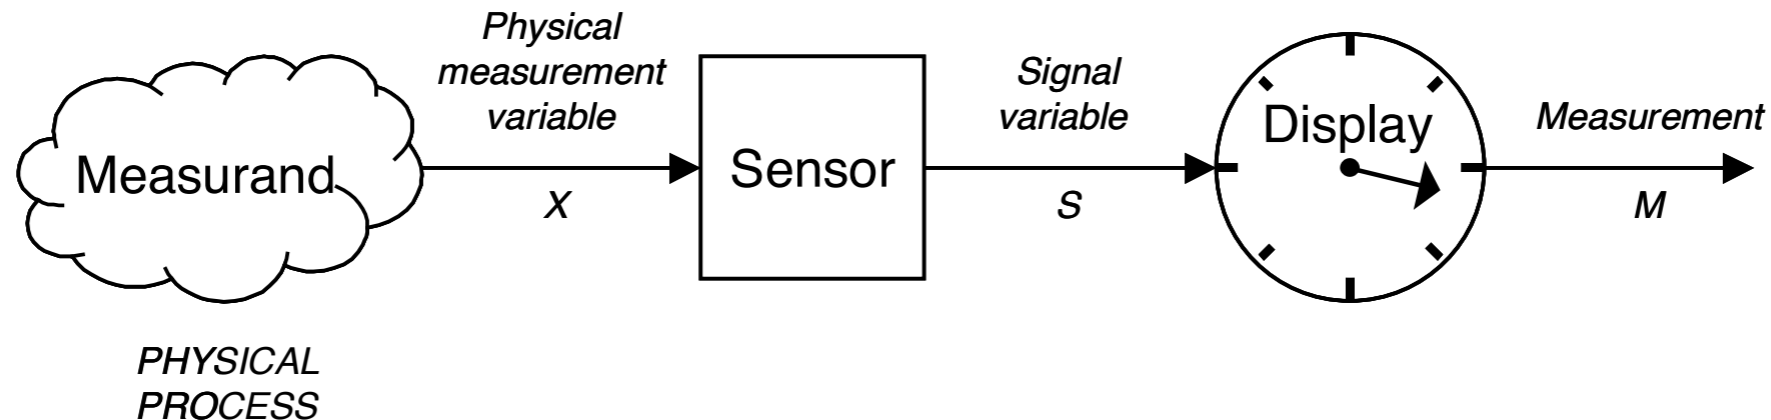 Physical
measurement
variable
Signal
variable
Measurement
Measurand
Sensor
Display
X
S
M
PHYSICAL
PROCESS